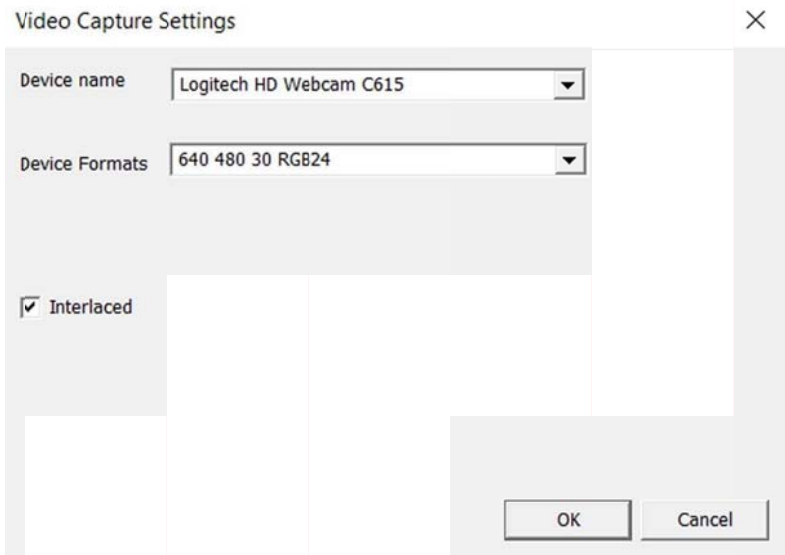 Video Capture Settings
Device name
Logitech HD Webcam C615
Device Formats
640 480 30 RGB24
Interlaced
OK
Cancel